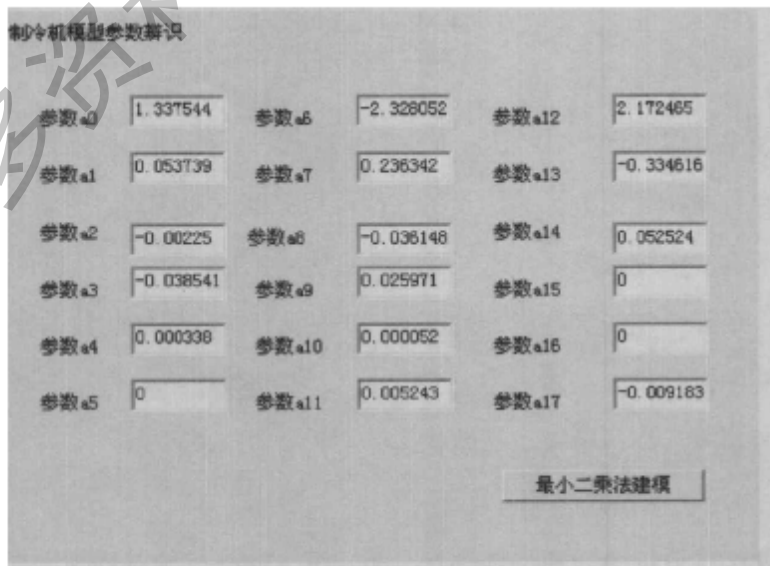 制冷机模型参数辩识
参数a0 1.337544 参数a6 -2.328052 参数a12 2.172465
参数a1 0.053739 参数a7 0.236342 参数a13 -0.334616
参数a2 -0.00225 参数a8 -0.036148 参数a14 0.052524
参数a3 -0.038541 参数a9 0.025971 参数a15 0
参数a4 0.000338 参数a10 0.000052 参数a16 0
参数a5 0 参数a11 0.005243 参数a17 -0.009183
最小二乘法建模
多资